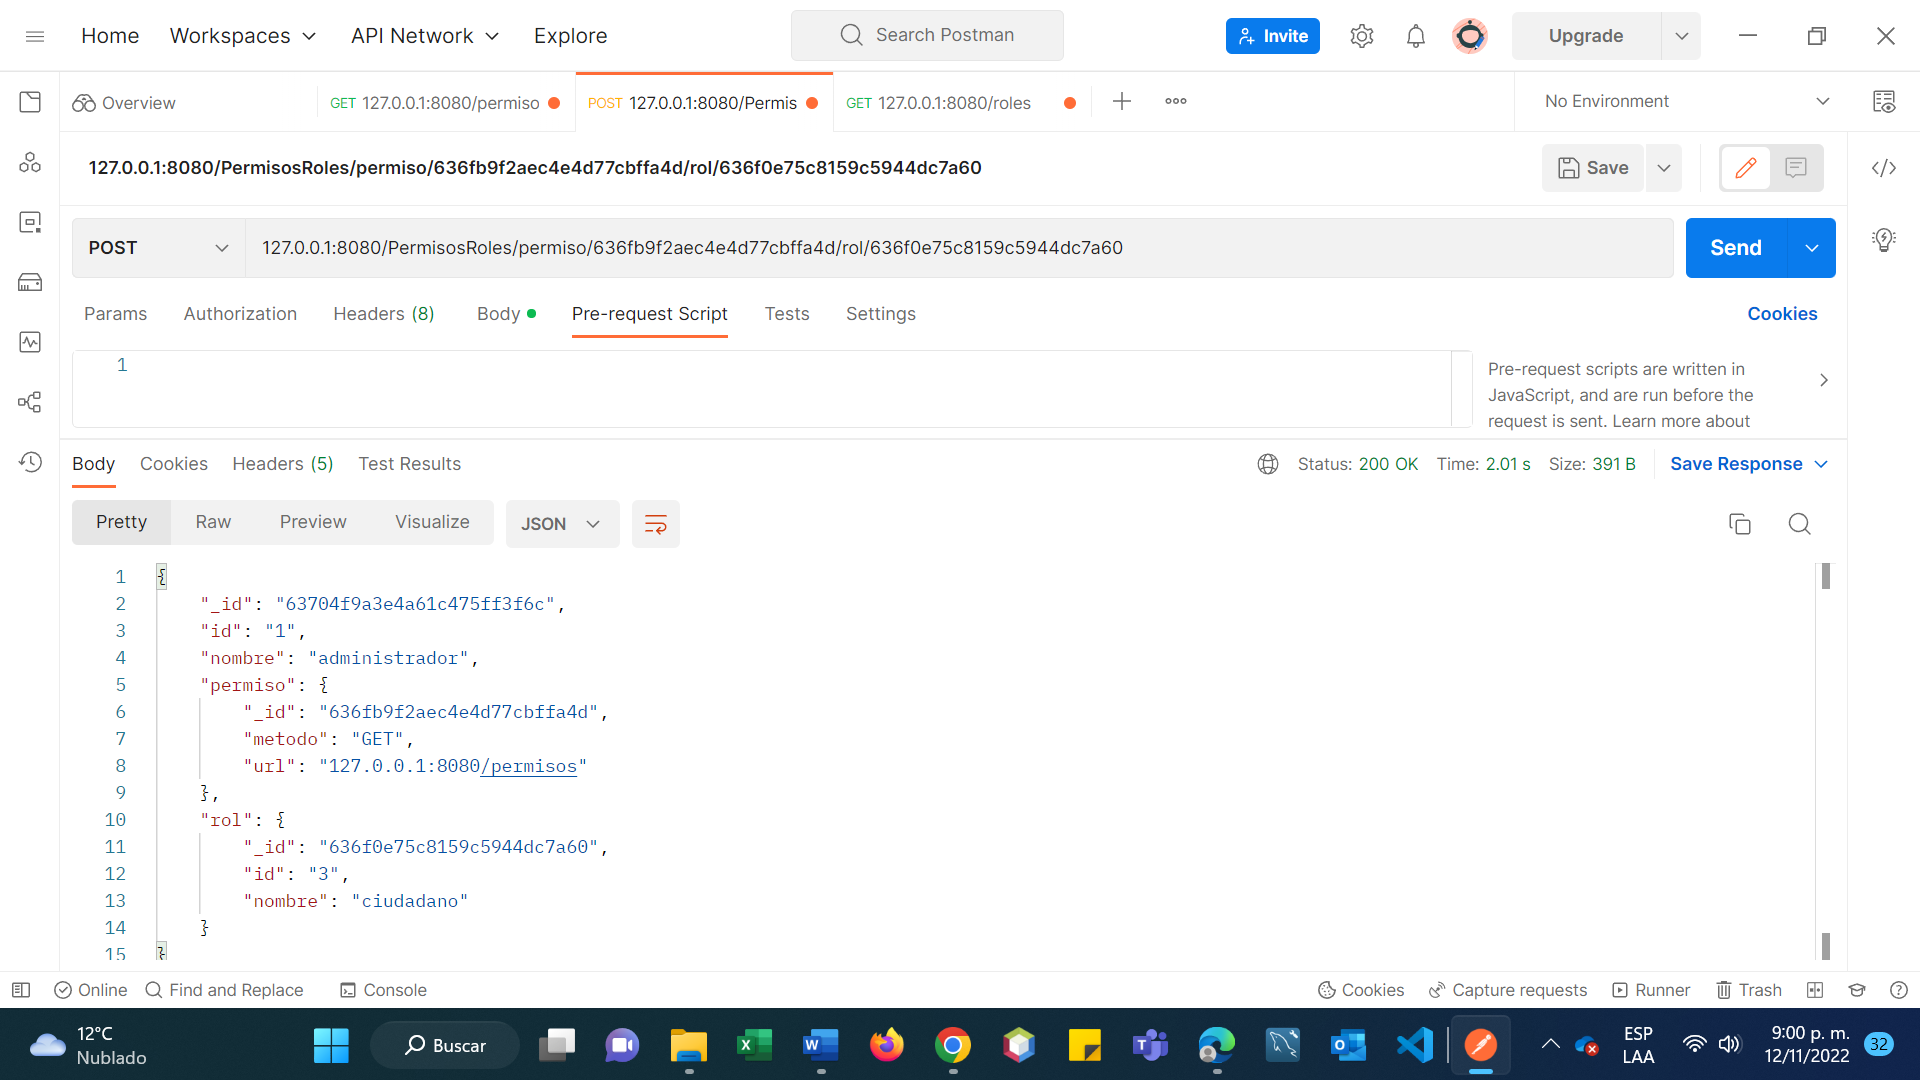 Home Workspaces API Network Explore Search Postman Invite Upgrade
Overview GET 127.0.0.1:8080/permiso POST 127.0.0.1:8080/Permis GET 127.0.0.1:8080/roles No Environment
127.0.0.1:8080/PermisosRoles/permiso/636fb9f2aec4e4d77cbffa4d/rol/636f0e75c8159c5944dc7a60 Save
POST 127.0.0.1:8080/PermisosRoles/permiso/636fb9f2aec4e4d77cbffa4d/rol/636f0e75c8159c5944dc7a60 Send
Params Authorization Headers (8) Body Pre-request Script Tests Settings Cookies
1
Pre-request scripts are written in
JavaScript, and are run before the
request is sent. Learn more about
Body Cookies Headers (5) Test Results Status: 200 OK Time: 2.01 s Size: 391 B Save Response
Pretty Raw Preview Visualize JSON
1 {
2 "_id": "63704f9a3e4a61c475ff3f6c",
3 "id": "1",
4 "nombre": "administrador",
5 "permiso": {
6 "_id": "636fb9f2aec4e4d77cbffa4d",
7 "metodo": "GET",
8 "url": "127.0.0.1:8080/permisos"
9 },
10 "rol": {
11 "_id": "636f0e75c8159c5944dc7a60",
12 "id": "3",
13 "nombre": "ciudadano"
14 }
15 }
Online Find and Replace Console Cookies Capture requests Runner Trash
12°C
Nublado
Buscar
ESP
LAA
9:00 p. m.
12/11/2022
32